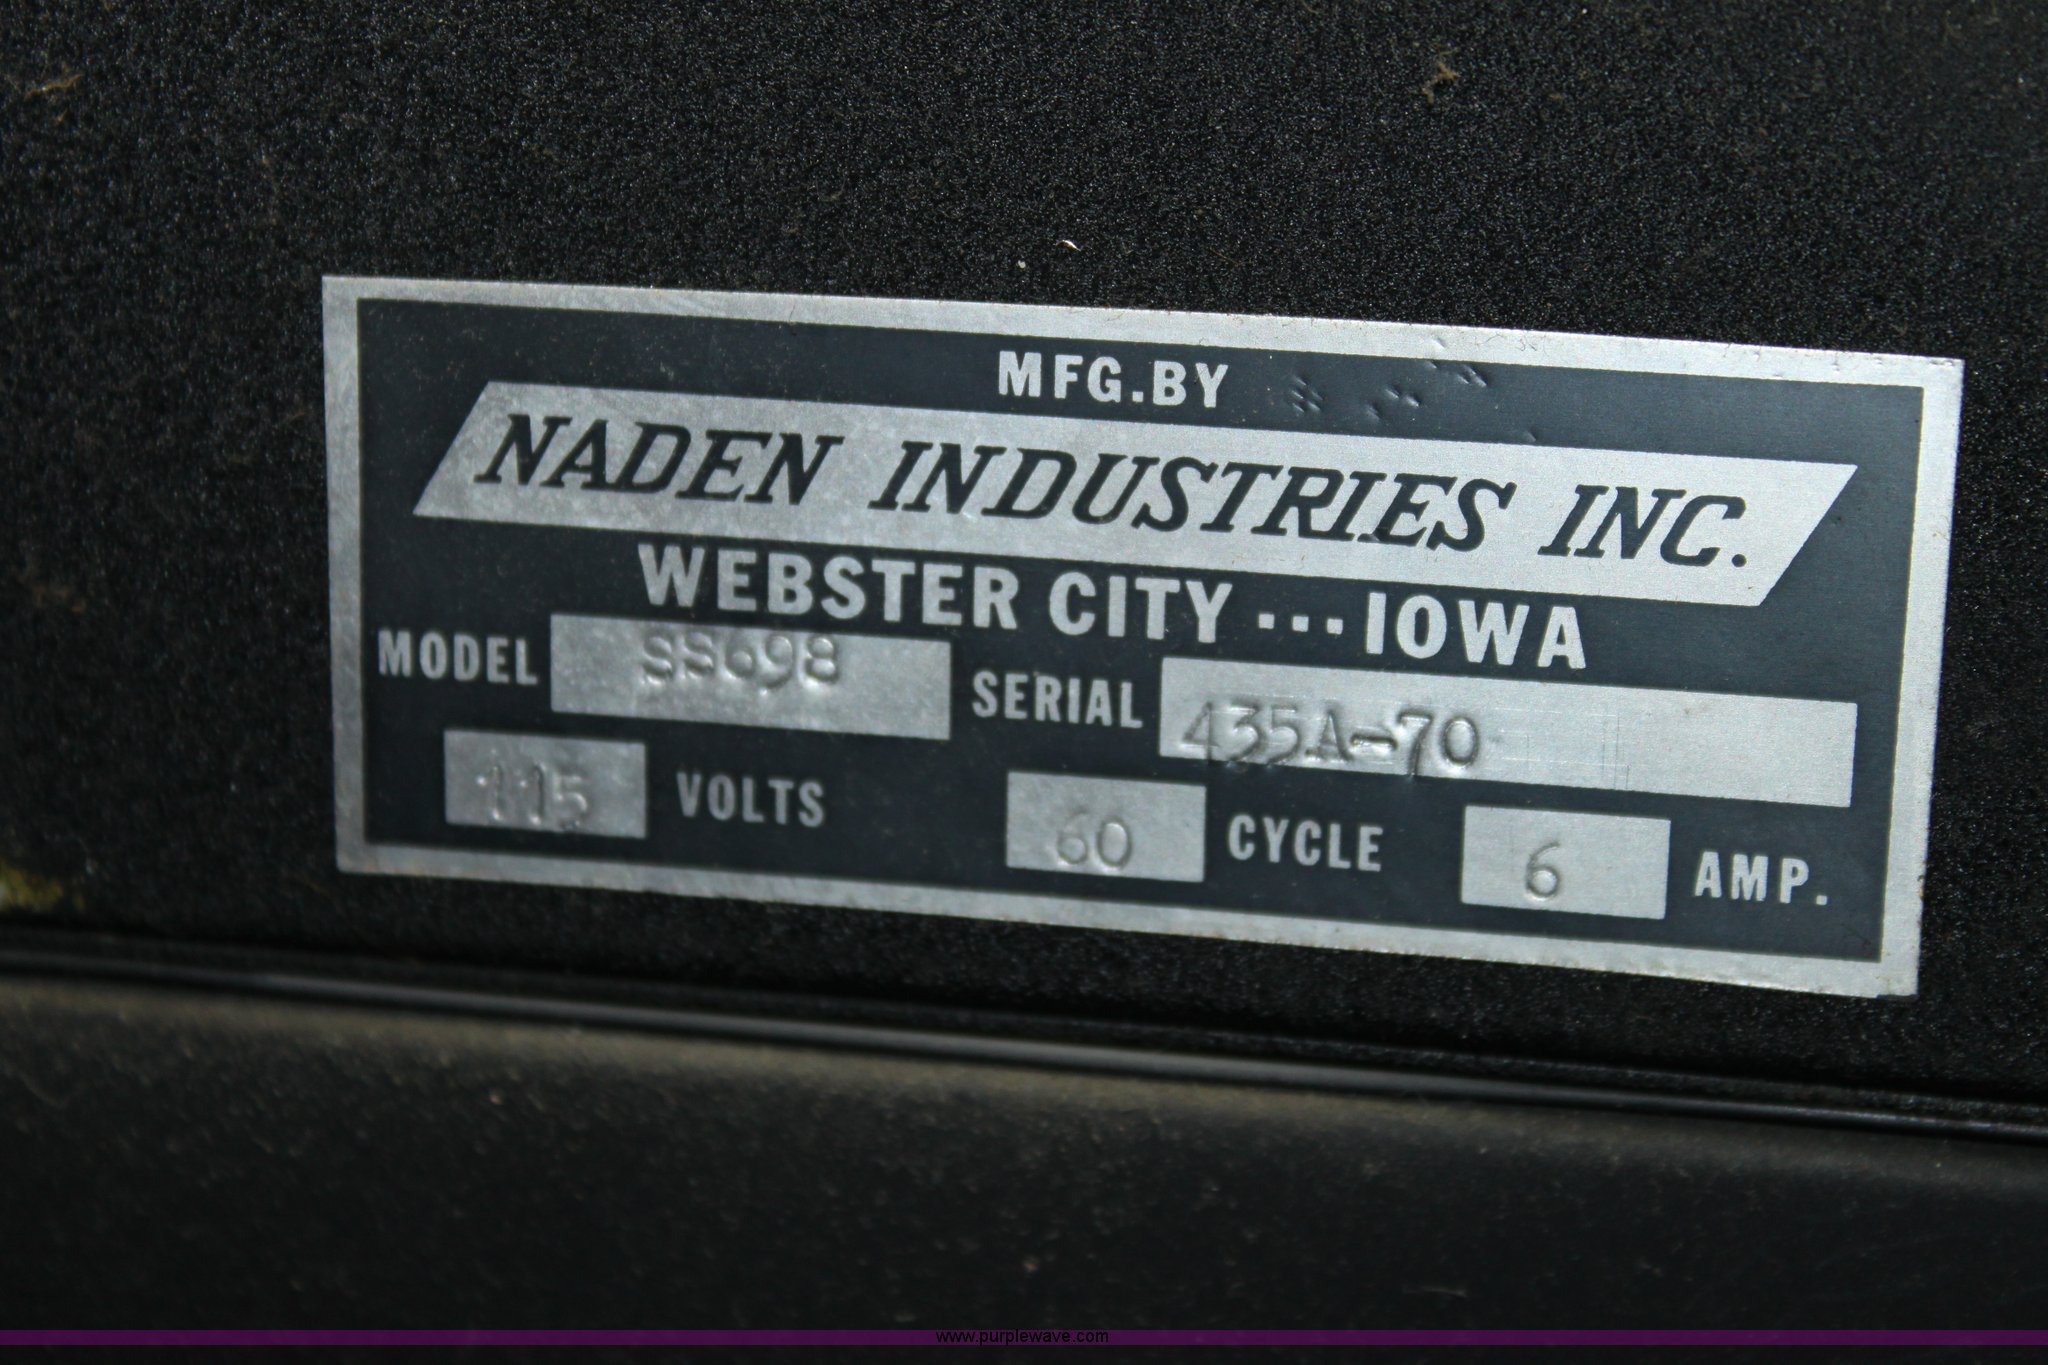 MFG.BY
NADEN INDUSTRIES INC.
WEBSTER CITY ... IOWA
MODEL SS698 SERIAL 435A-70
115 VOLTS 60 CYCLE 6 AMP.
www.purplewave.com